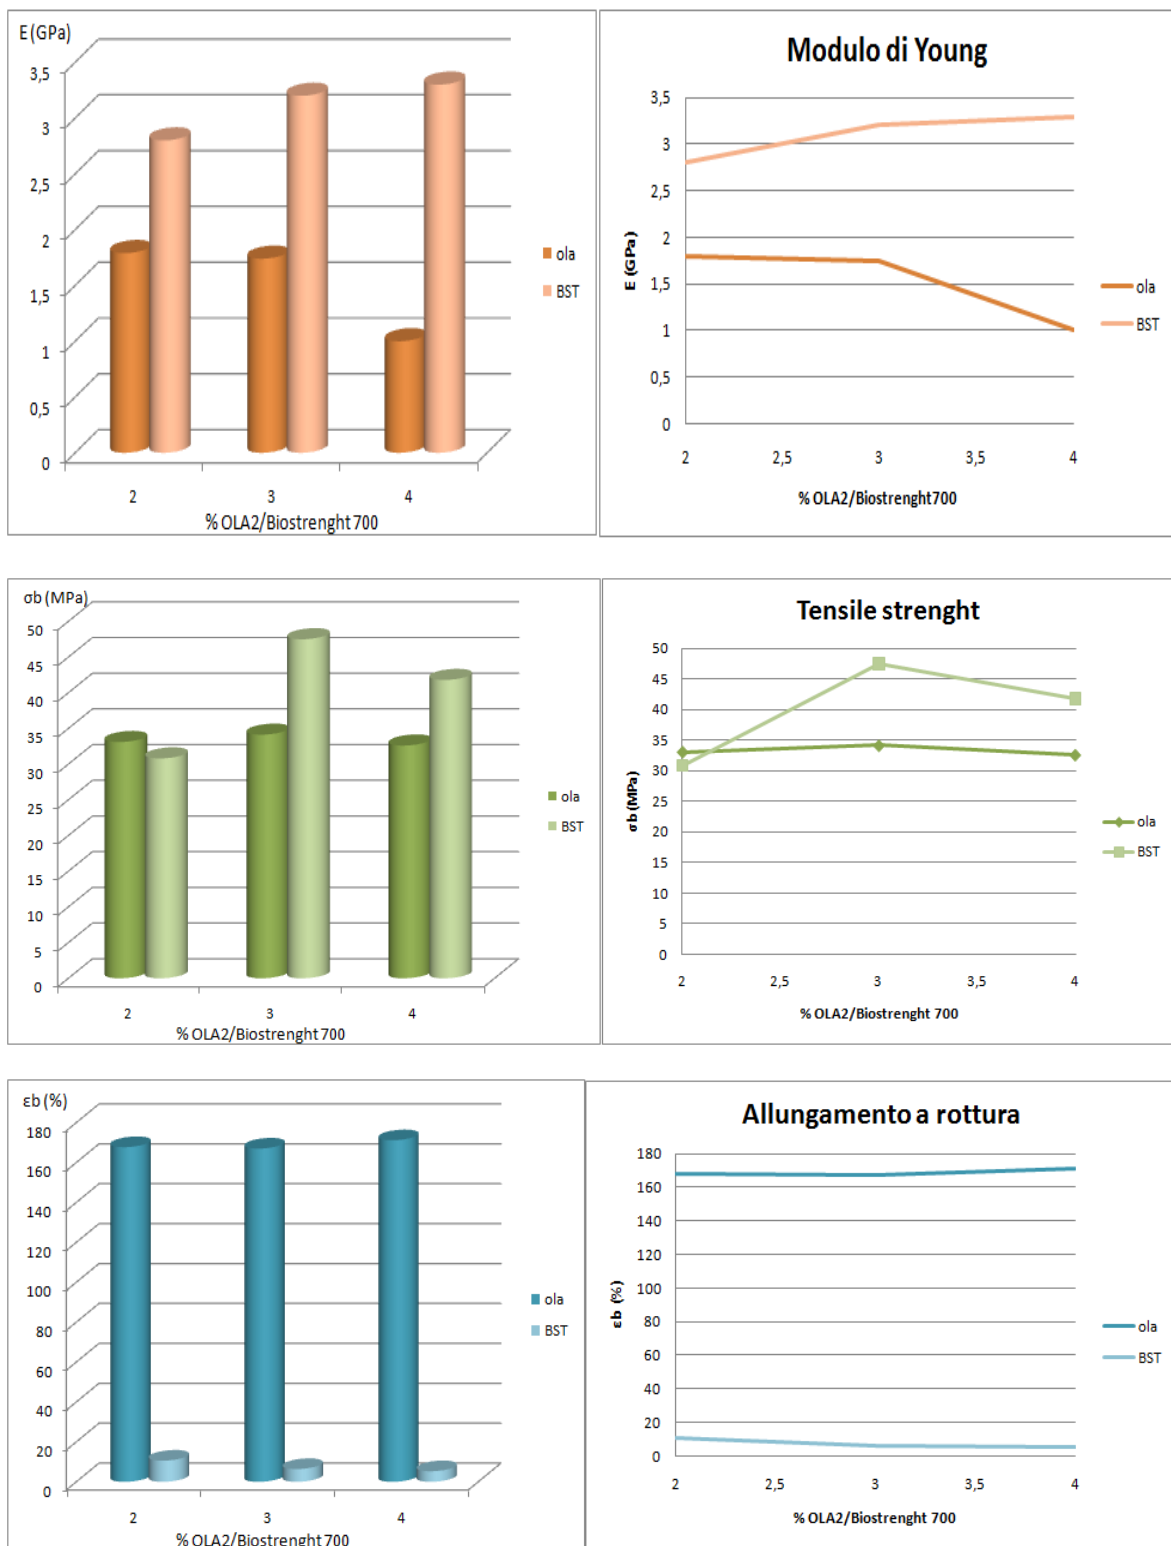 E (GPa)
3,5
3
2,5
2
1,5
1
0,5
0
2 3 4
% OLA2/Biostrenght 700
ola
BST
Modulo di Young
3,5
3
2,5
2
1,5
1
0,5
0
E (GPa)
2 2,5 3 3,5 4
% OLA2/Biostrenght700
ola
BST
σb (MPa)
50
45
40
35
30
25
20
15
10
5
0
2 3 4
% OLA2/Biostrenght 700
ola
BST
Tensile strenght
50
45
40
35
30
25
20
15
10
5
0
σb (MPa)
2 2,5 3 3,5 4
% OLA2/Biostrenght 700
ola
BST
εb (%)
180
160
140
120
100
80
60
40
20
0
2 3 4
% OLA2/Biostrenght 700
ola
BST
Allungamento a rottura
180
160
140
120
100
80
60
40
20
0
εb (%)
2 2,5 3 3,5 4
% OLA2/Biostrenght 700
ola
BST